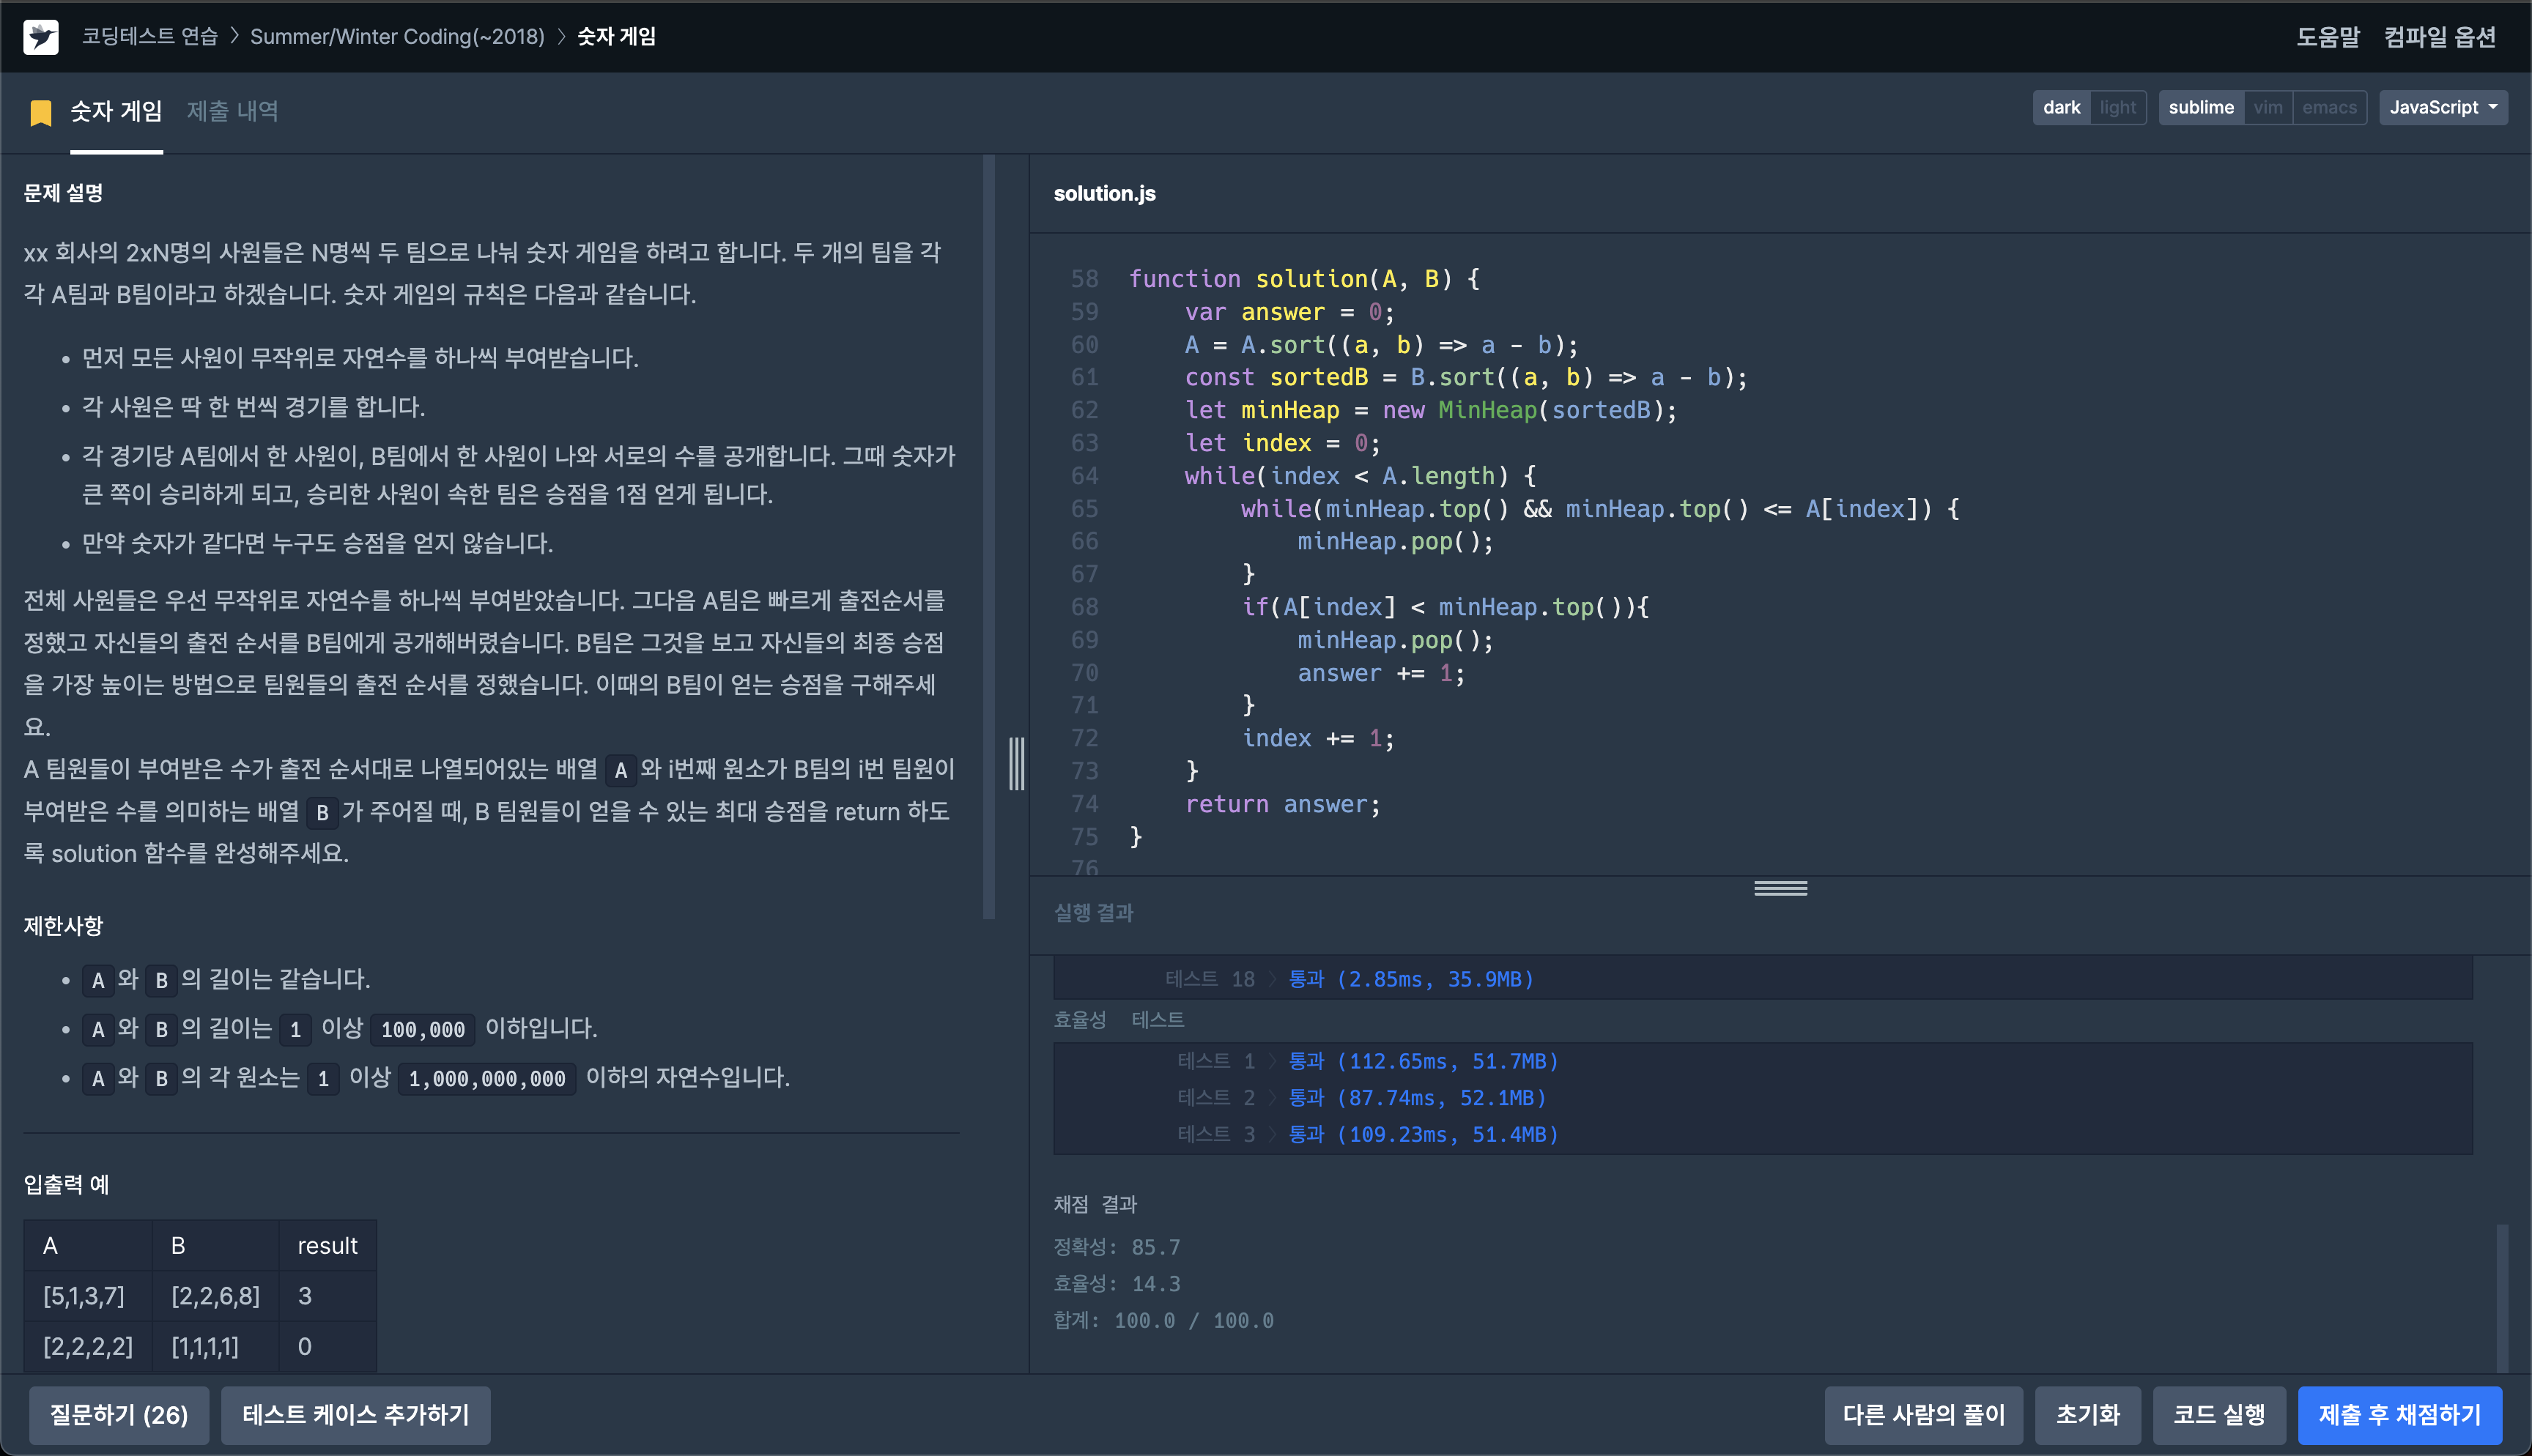 코딩테스트 연습 > Summer/Winter Coding(~2018) > 숫자 게임
도움말 컴파일 옵션
숫자 게임 제출 내역
dark light sublime vim emacs JavaScript
문제 설명
xx 회사의 2xN명의 사원들은 N명씩 두 팀으로 나눠 숫자 게임을 하려고 합니다. 두 개의 팀을 각
각 A팀과 B팀이라고 하겠습니다. 숫자 게임의 규칙은 다음과 같습니다.
• 먼저 모든 사원이 무작위로 자연수를 하나씩 부여받습니다.
• 각 사원은 딱 한 번씩 경기를 합니다.
• 각 경기당 A팀에서 한 사원이, B팀에서 한 사원이 나와 서로의 수를 공개합니다. 그때 숫자가
큰 쪽이 승리하게 되고, 승리한 사원이 속한 팀은 승점을 1점 얻게 됩니다.
• 만약 숫자가 같다면 누구도 승점을 얻지 않습니다.
전체 사원들은 우선 무작위로 자연수를 하나씩 부여받았습니다. 그다음 A팀은 빠르게 출전순서를
정했고 자신들의 출전 순서를 B팀에게 공개해버렸습니다. B팀은 그것을 보고 자신들의 최종 승점
을 가장 높이는 방법으로 팀원들의 출전 순서를 정했습니다. 이때의 B팀이 얻는 승점을 구해주세
요.
A 팀원들이 부여받은 수가 출전 순서대로 나열되어있는 배열 A 와 i번째 원소가 B팀의 i번 팀원이
부여받은 수를 의미하는 배열 B 가 주어질 때, B 팀원들이 얻을 수 있는 최대 승점을 return 하도
록 solution 함수를 완성해주세요.
제한사항
• A 와 B 의 길이는 같습니다.
• A 와 B 의 길이는 1 이상 100,000 이하입니다.
• A 와 B 의 각 원소는 1 이상 1,000,000,000 이하의 자연수입니다.
입출력 예
A B result
[5,1,3,7] [2,2,6,8] 3
[2,2,2,2] [1,1,1,1] 0
solution.js
58 function solution(A, B) {
59     var answer = 0;
60     A = A.sort((a, b) => a - b);
61     const sortedB = B.sort((a, b) => a - b);
62     let minHeap = new MinHeap(sortedB);
63     let index = 0;
64     while(index < A.length) {
65         while(minHeap.top() && minHeap.top() <= A[index]) {
66             minHeap.pop();
67         }
68         if(A[index] < minHeap.top()){
69             minHeap.pop();
70             answer += 1;
71         }
72         index += 1;
73     }
74     return answer;
75 }
76
실행 결과
테스트 18 > 통과 (2.85ms, 35.9MB)
효율성 테스트
테스트 1 > 통과 (112.65ms, 51.7MB)
테스트 2 > 통과 (87.74ms, 52.1MB)
테스트 3 > 통과 (109.23ms, 51.4MB)
채점 결과
정확성: 85.7
효율성: 14.3
합계: 100.0 / 100.0
질문하기 (26) 테스트 케이스 추가하기 다른 사람의 풀이 초기화 코드 실행 제출 후 채점하기